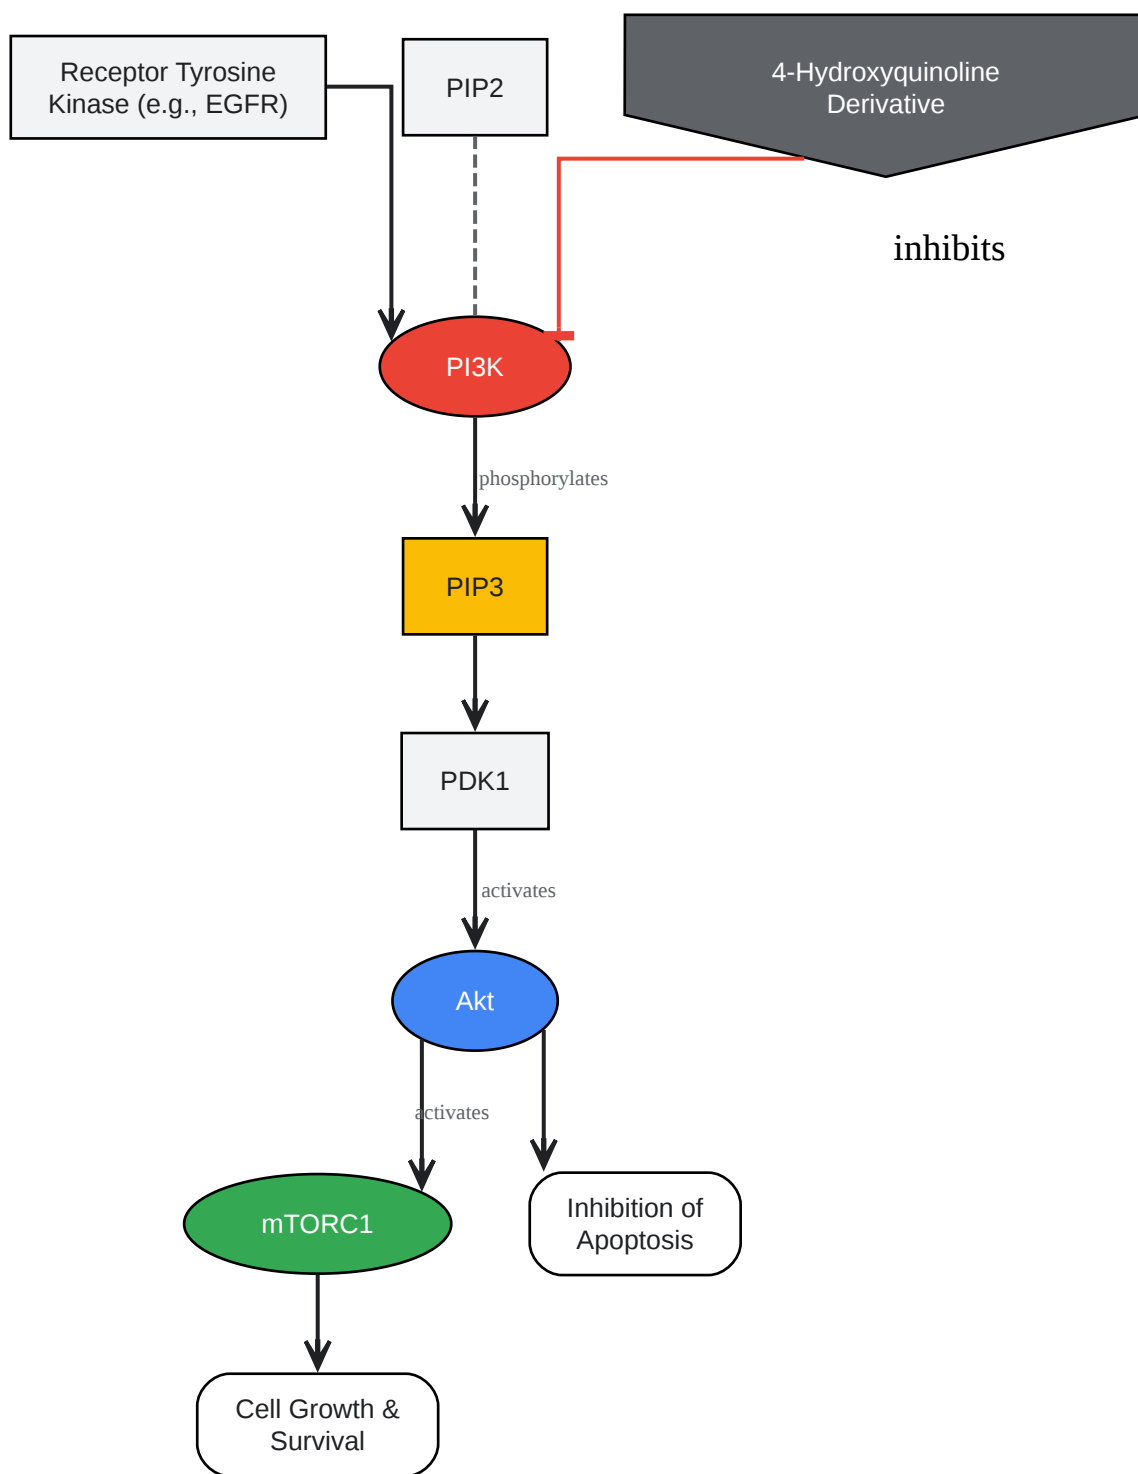 Receptor Tyrosine
Kinase (e.g., EGFR)
PIP2
4-Hydroxyquinoline
Derivative
inhibits
PI3K
phosphorylates
PIP3
PDK1
activates
Akt
activates
mTORC1
Inhibition of
Apoptosis
Cell Growth &
Survival